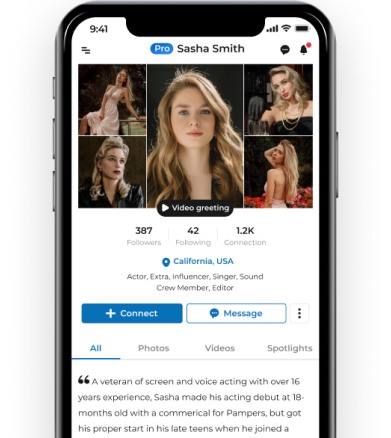 9:41
Pro Sasha Smith
Video greeting
387 42 1.2K
Followers Following Connection
California, USA
Actor, Extra, Influencer, Singer, Sound
Crew Member, Editor
Connect Message
All Photos Videos Spotlights
“ A veteran of screen and voice acting with over 16
years experience, Sasha made his acting debut at 18-
months old with a commerical for Pampers, but got
his proper start in his late teens when he joined a